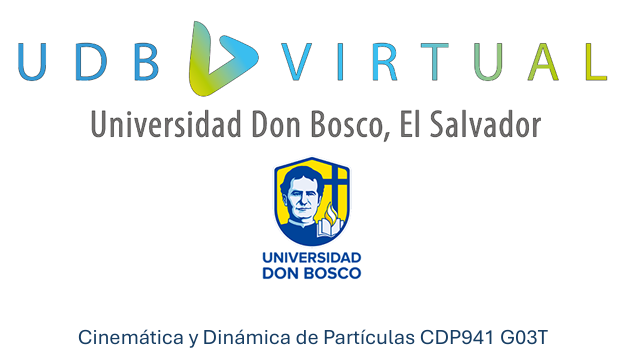 UDB VIRTUAL
Universidad Don Bosco, El Salvador
UNIVERSIDAD
DON BOSCO
Cinemática y Dinámica de Partículas CDP941 G03T